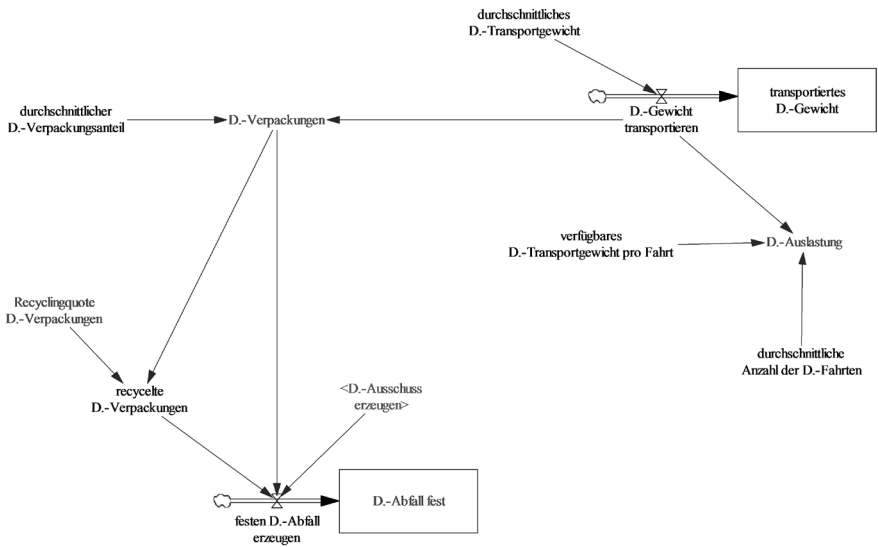 durchschnittliches
D.-Transportgewicht
transportiertes
D.-Gewicht
D.-Gewicht
transportieren
durchschnittlicher
D.-Verpackungsanteil
D.-Verpackungen
verfügbares
D.-Transportgewicht pro Fahrt
D.-Auslastung
Recyclingquote
D.-Verpackungen
durchschnittliche
Anzahl der D.-Fahrten
recycelte
D.-Verpackungen
<D.-Ausschuss
erzeugen>
D.-Abfall fest
festen D.-Abfall
erzeugen